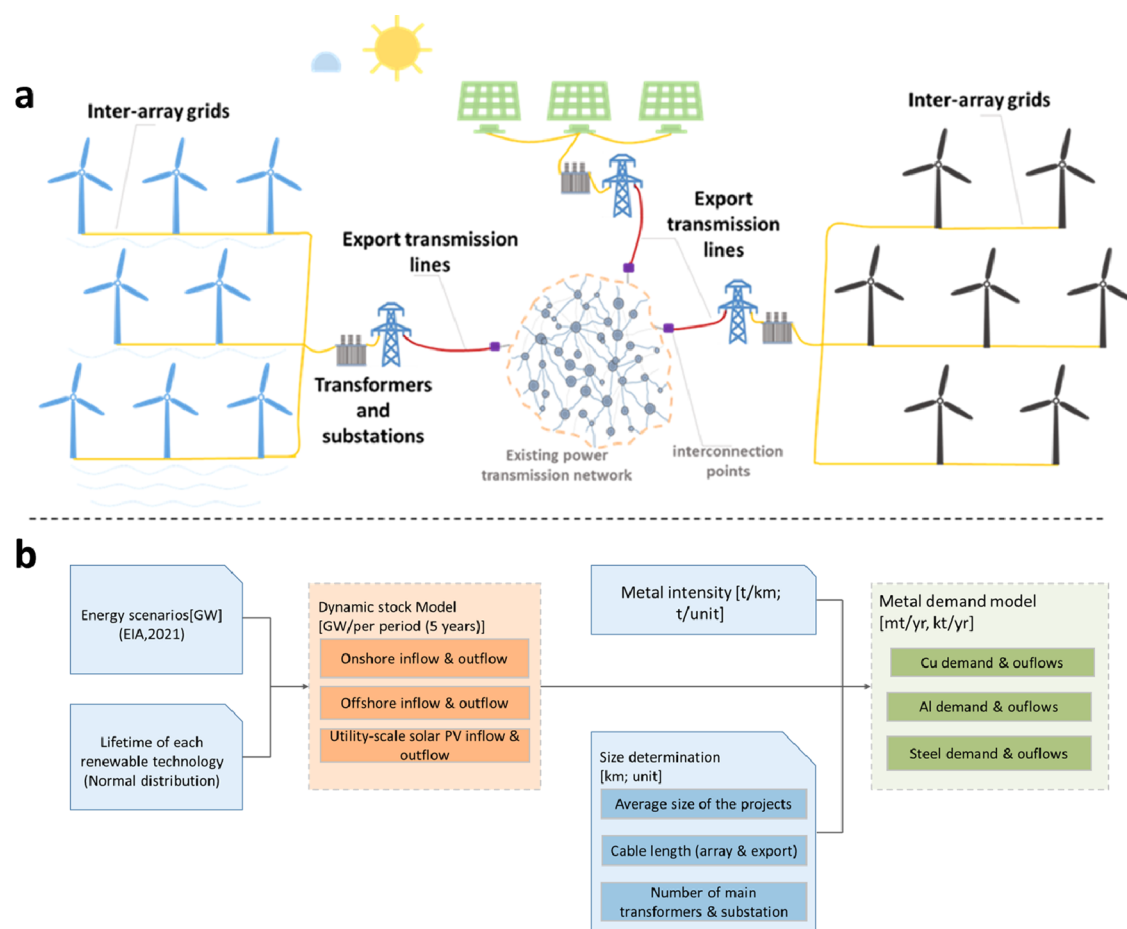 a
Inter-array grids
Inter-array grids
Export transmission
lines
Export
transmission
lines
Transformers
and
substations
Existing power
transmission network
interconnection
points
b
Energy scenarios[GW]
(EIA,2021)
Lifetime of each
renewable technology
(Normal distribution)
Dynamic stock Model
[GW/per period (5 years)]
Onshore inflow & outflow
Offshore inflow & outflow
Utility-scale solar PV inflow &
outflow
Metal intensity [t/km;
t/unit]
Size determination
[km; unit]
Average size of the projects
Cable length (array & export)
Number of main
transformers & substation
Metal demand model
[mt/yr, kt/yr]
Cu demand & ouflows
Al demand & ouflows
Steel demand & ouflows